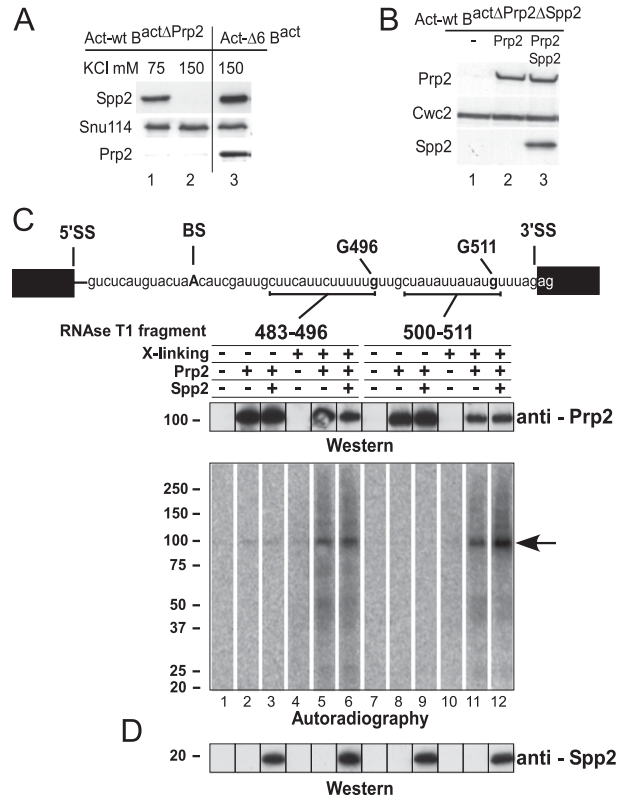 A
Act-wt BactΔPrp2 Act-Δ6 Bact
KCl mM 75 150 150
Spp2
Snu114
Prp2
1 2 3
B
Act-wt BactΔPrp2ΔSpp2
- Prp2 Prp2
Spp2
Prp2
Cwc2
Spp2
1 2 3
C
5'SS BS G496 G511 3'SS
gucucauguacuaAcaucgauugcuucauucuuuuuguugcuauauuauauguuuagag
RNAse T1 fragment 483-496 500-511
X-linking - - - + + + - - - + + +
Prp2 - + + - + + - + + - + +
Spp2 - - + - - + - - + - - +
100 - anti - Prp2
Western
250 -
150 -
100 -
75 -
50 -
37 -
25 -
20 -
1 2 3 4 5 6 7 8 9 10 11 12
Autoradiography
D
20 - anti - Spp2
Western